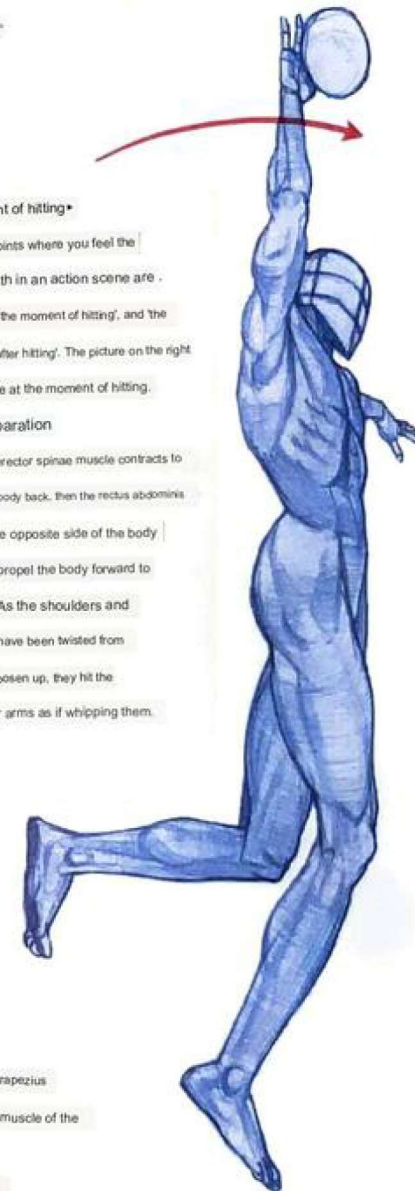 nt of hitting•
oints where you feel the
th in an action scene are .
'the moment of hitting', and 'the
after hitting'. The picture on the right
e at the moment of hitting.
paration
erector spinae muscle contracts to
body back, then the rectus abdominis
e opposite side of the body
propel the body forward to
As the shoulders and
have been twisted from
oosen up, they hit the
r arms as if whipping them.
rapezius
muscle of the